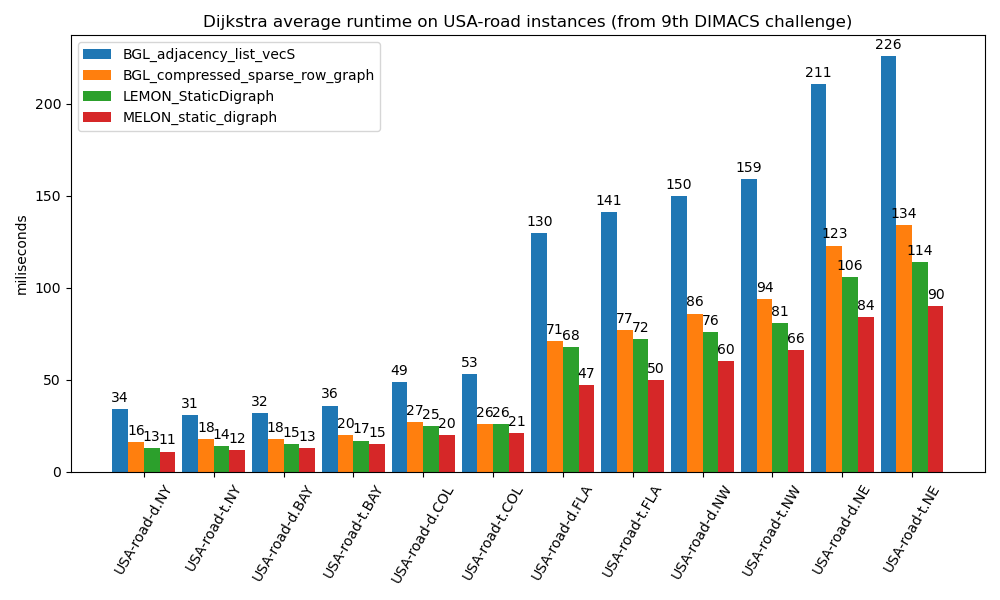 Dijkstra average runtime on USA-road instances (from 9th DIMACS challenge)
BGL_adjacency_list_vecS
BGL_compressed_sparse_row_graph
LEMON_StaticDigraph
MELON_static_digraph
miliseconds
200
150
100
50
0
34 16 13 11
31 18 14 12
32 18 15 13
36 20 17 15
49 27 25 20
53 26 26 21
130 71 68 47
141 77 72 50
150 86 76 60
159 94 81 66
211 123 106 84
226 134 114 90
USA-road-d.NY
USA-road-t.NY
USA-road-d.BAY
USA-road-t.BAY
USA-road-d.COL
USA-road-t.COL
USA-road-d.FLA
USA-road-t.FLA
USA-road-d.NW
USA-road-t.NW
USA-road-d.NE
USA-road-t.NE